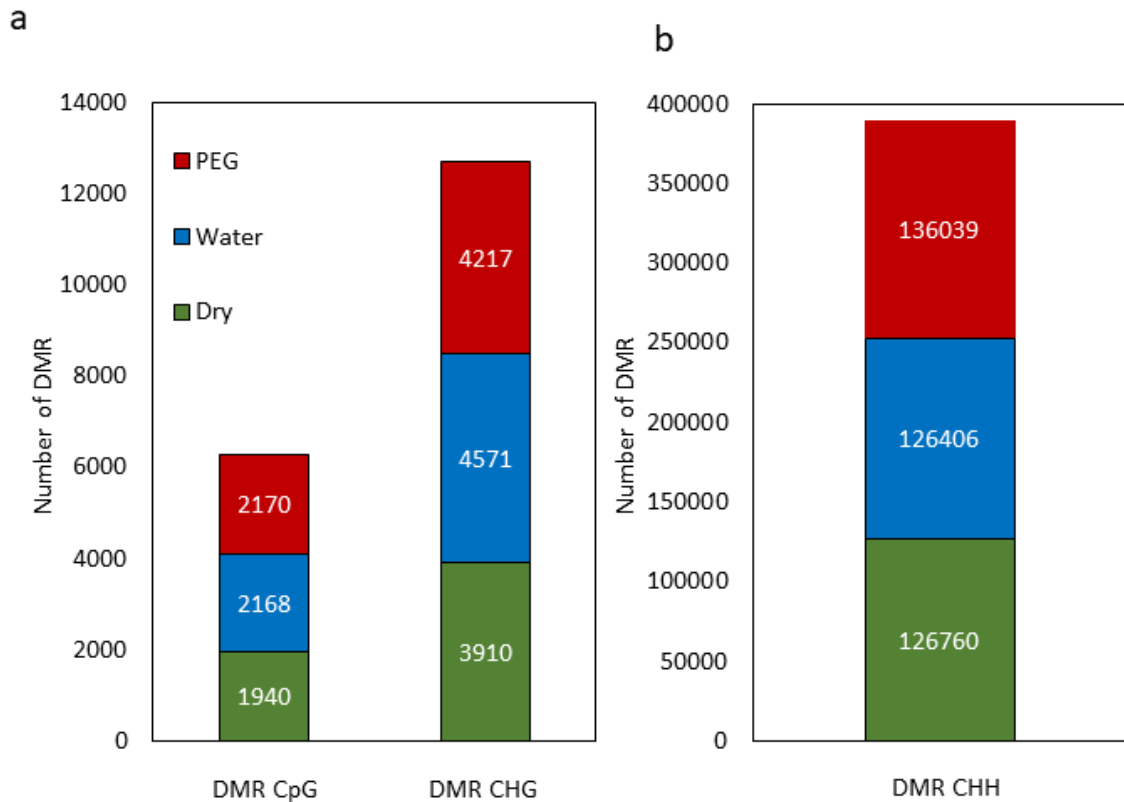 a
Number of DMR
14000
12000
10000
8000
6000
4000
2000
0
PEG
Water
Dry
2170
2168
1940
4217
4571
3910
DMR CpG
DMR CHG
b
Number of DMR
400000
350000
300000
250000
200000
150000
100000
50000
0
136039
126406
126760
DMR CHH